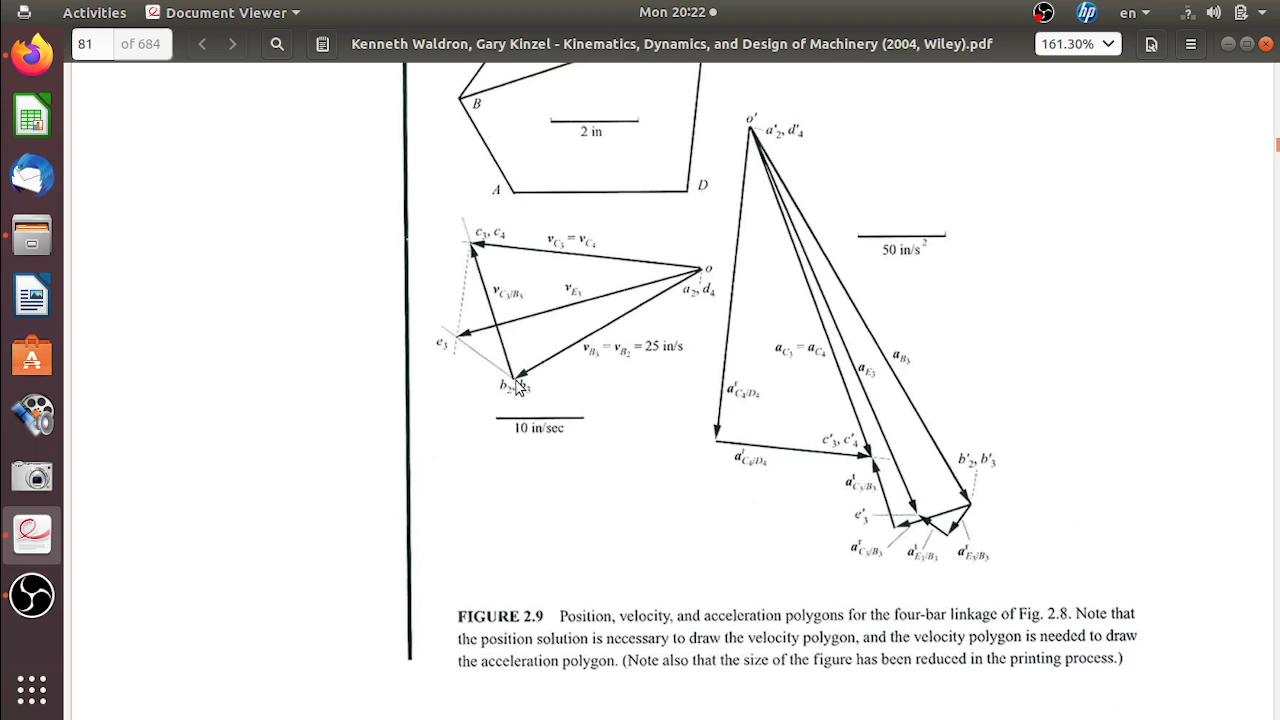 Activities
Document Viewer
Mon 20:22
en
81
of 684
Kenneth Waldron, Gary Kinzel - Kinematics, Dynamics, and Design of Machinery (2004, Wiley).pdf
161.30%
B
2 in
A
D
o'
a'2, d'4
50 in/s2
c3, c4
vC3 = vC4
o
a2, d4
vC3/B3
vE3
e3
vB3 = vB2 = 25 in/s
b2, b3
10 in/sec
aC3 = aC4
aE3
aB3
arC4/D4
c'3, c'4
atC4/D4
b'2, b'3
atC3/B3
e'3
arC3/B3
atE3/B3
arE3/B3
FIGURE 2.9 Position, velocity, and acceleration polygons for the four-bar linkage of Fig. 2.8. Note that
the position solution is necessary to draw the velocity polygon, and the velocity polygon is needed to draw
the acceleration polygon. (Note also that the size of the figure has been reduced in the printing process.)